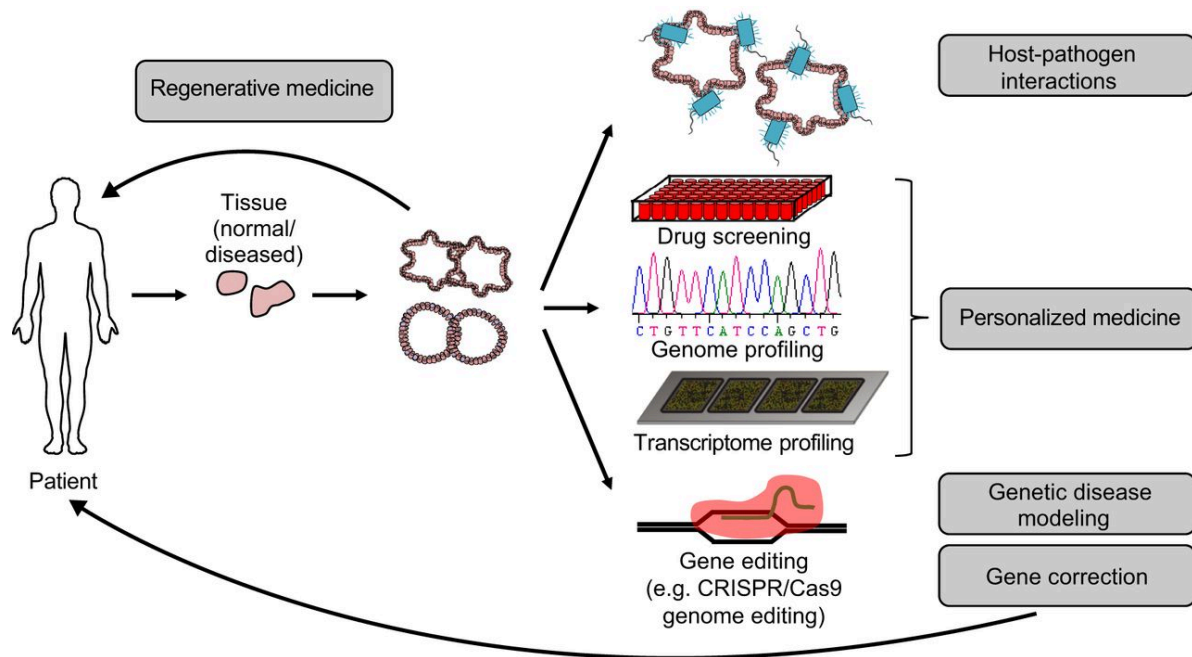 Regenerative medicine
Tissue
(normal/
diseased)
Patient
Host-pathogen
interactions
Drug screening
C T G T T C A T C C A G C T G
Genome profiling
Transcriptome profiling
Personalized medicine
Gene editing
(e.g. CRISPR/Cas9
genome editing)
Genetic disease
modeling
Gene correction